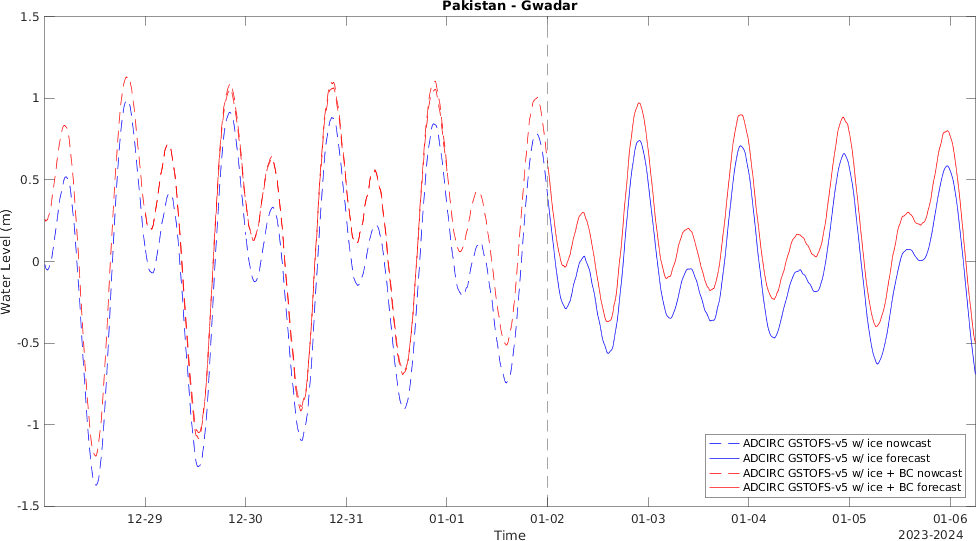 Pakistan - Gwadar
Water Level (m)
1.5
1
0.5
0
-0.5
-1
-1.5
ADCIRC GSTOFS-v5 w/ ice nowcast
ADCIRC GSTOFS-v5 w/ ice forecast
ADCIRC GSTOFS-v5 w/ ice + BC nowcast
ADCIRC GSTOFS-v5 w/ ice + BC forecast
12-29 12-30 12-31 01-01 01-02 01-03 01-04 01-05 01-06
Time
2023-2024